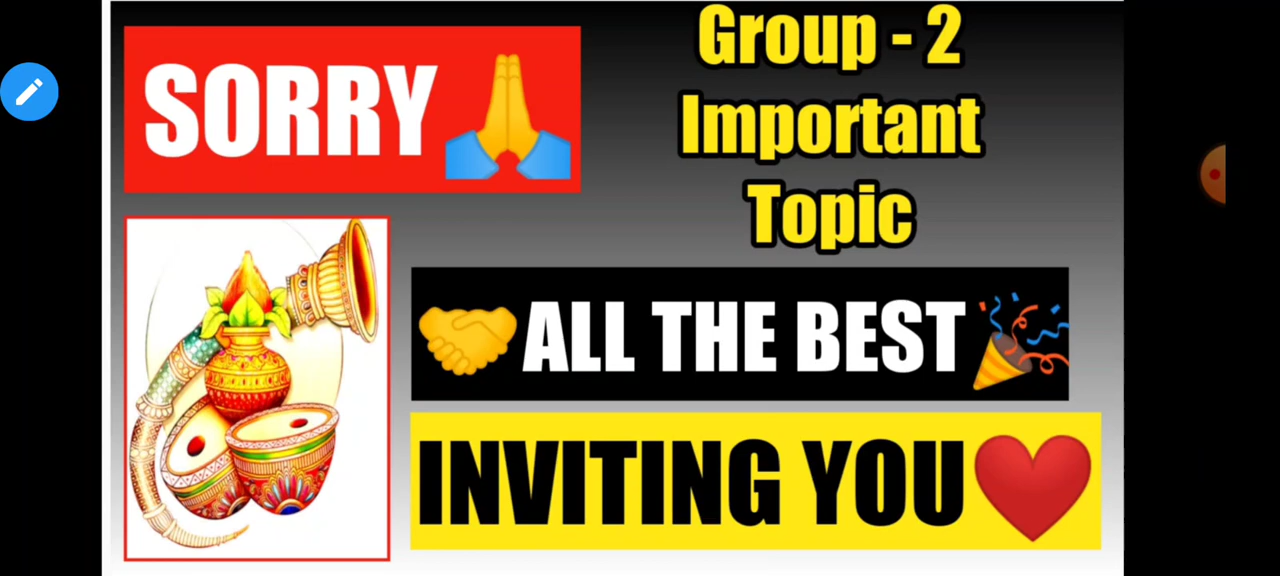 SORRY🙏
Group - 2
Important
Topic
🤝ALL THE BEST🎉
INVITING YOU❤️